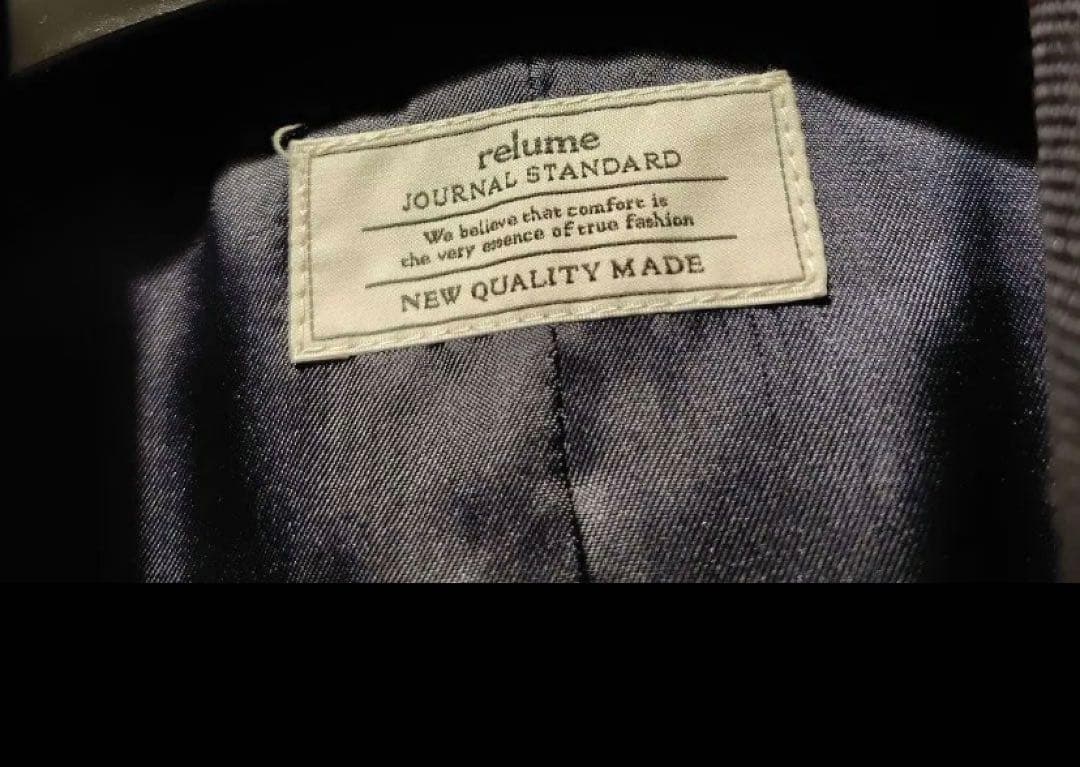 relume
JOURNAL STANDARD
We believe that comfort is
the very essence of true fashion
NEW QUALITY MADE